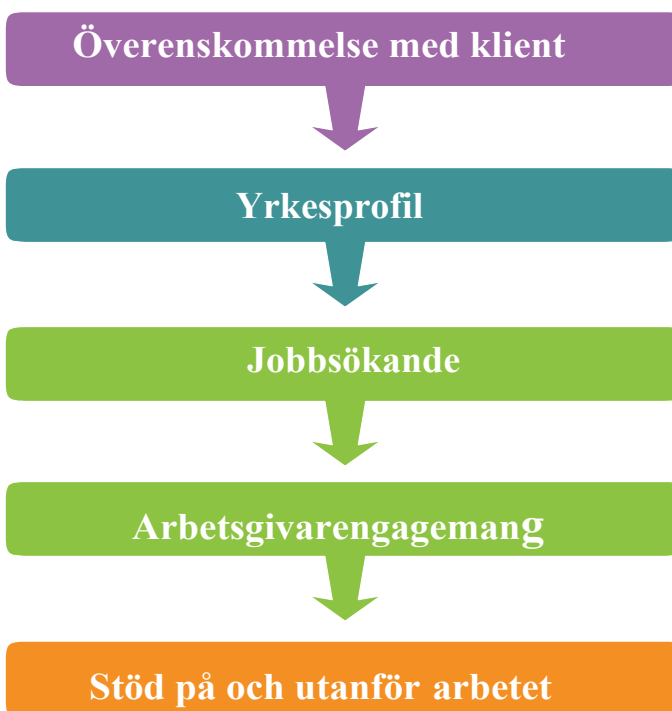 Överenskommelse med klient
Yrkesprofil
Jobbsökande
Arbetsgivarengagemang
Stöd på och utanför arbetet